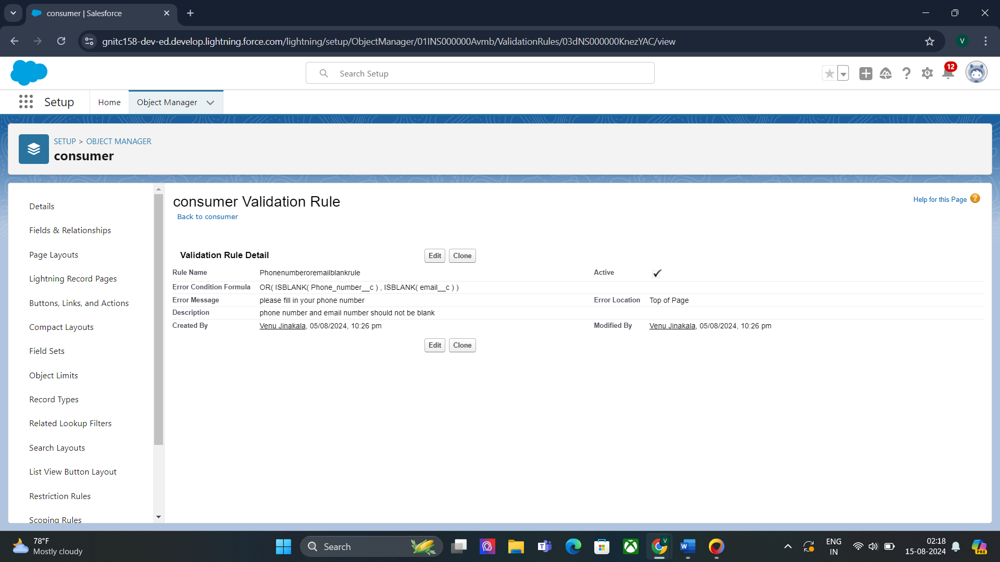 consumer | Salesforce
gnitc158-dev-ed.develop.lightning.force.com/lightning/setup/ObjectManager/01INS000000Avmb/ValidationRules/03dNS000000KnezYAC/view
V
Search Setup
12
Setup
Home
Object Manager
SETUP > OBJECT MANAGER
consumer
Details
Fields & Relationships
Page Layouts
Lightning Record Pages
Buttons, Links, and Actions
Compact Layouts
Field Sets
Object Limits
Record Types
Related Lookup Filters
Search Layouts
List View Button Layout
Restriction Rules
Scoping Rules
consumer Validation Rule
Help for this Page ?
Back to consumer
Validation Rule Detail
Edit Clone
Rule Name Phonenumberoremailblankrule Active
Error Condition Formula OR( ISBLANK( Phone_number__c ) , ISBLANK( email__c ) )
Error Message please fill in your phone number Error Location Top of Page
Description phone number and email number should not be blank
Created By Venu Jinakala, 05/08/2024, 10:26 pm Modified By Venu Jinakala, 05/08/2024, 10:26 pm
Edit Clone
78°F
Mostly cloudy
Search
V
ENG
IN
02:18
15-08-2024
PRE